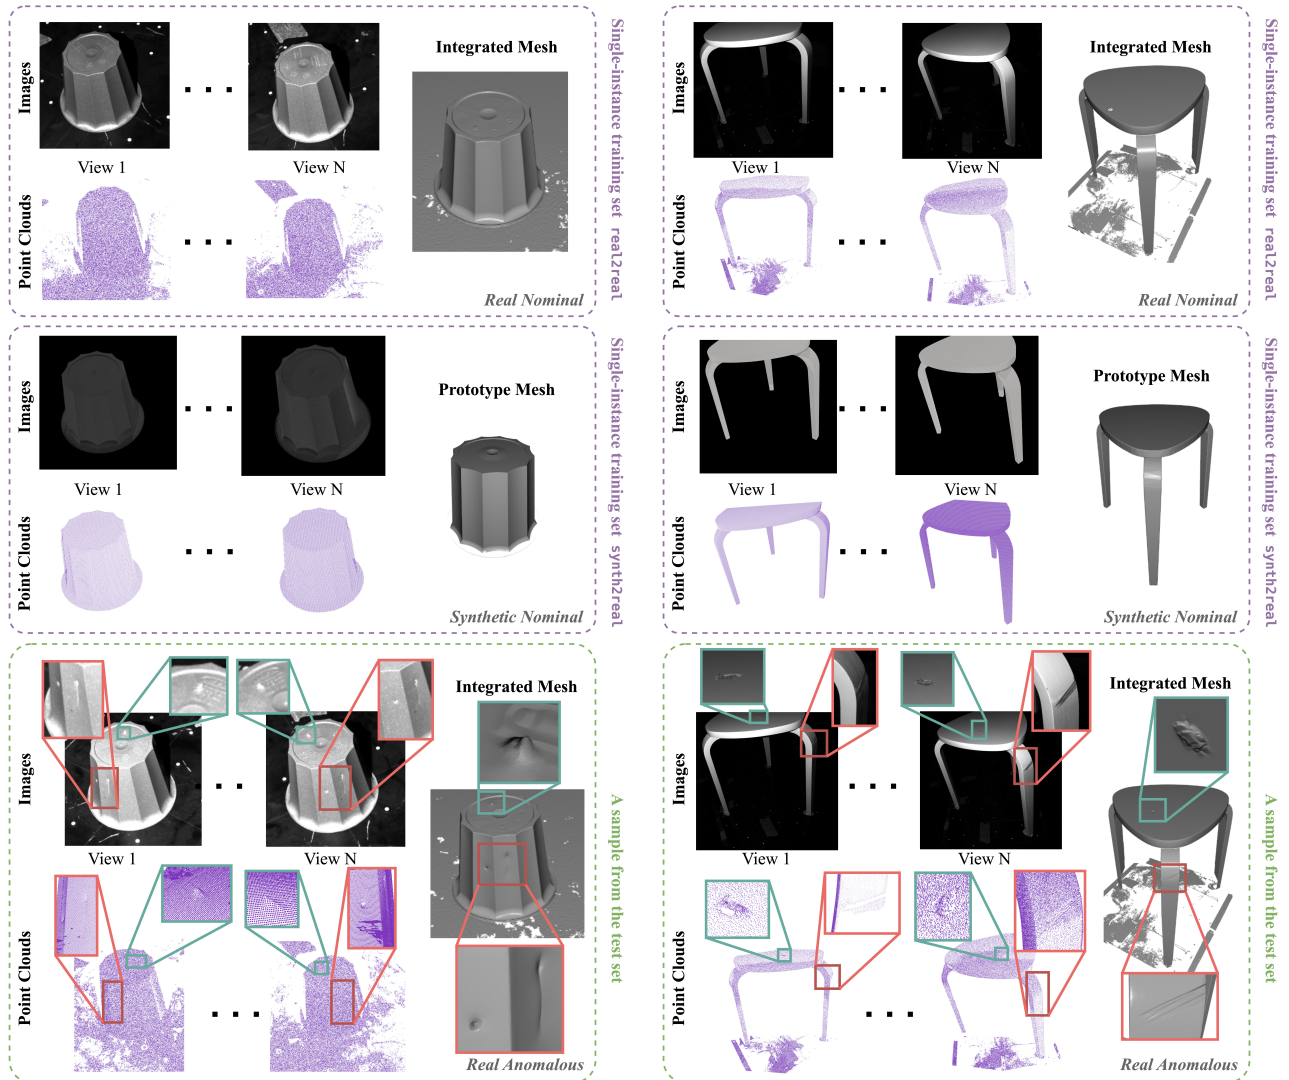 Images
Integrated Mesh
View 1
View N
Point Clouds
Real Nominal
Single-instance training set real2real
Images
Integrated Mesh
View 1
View N
Point Clouds
Real Nominal
Single-instance training set real2real
Images
Prototype Mesh
View 1
View N
Point Clouds
Synthetic Nominal
Single-instance training set synth2real
Images
Prototype Mesh
View 1
View N
Point Clouds
Synthetic Nominal
Single-instance training set synth2real
Images
Integrated Mesh
View 1
View N
Point Clouds
Real Anomalous
A sample from the test set
Images
Integrated Mesh
View 1
View N
Point Clouds
Real Anomalous
A sample from the test set